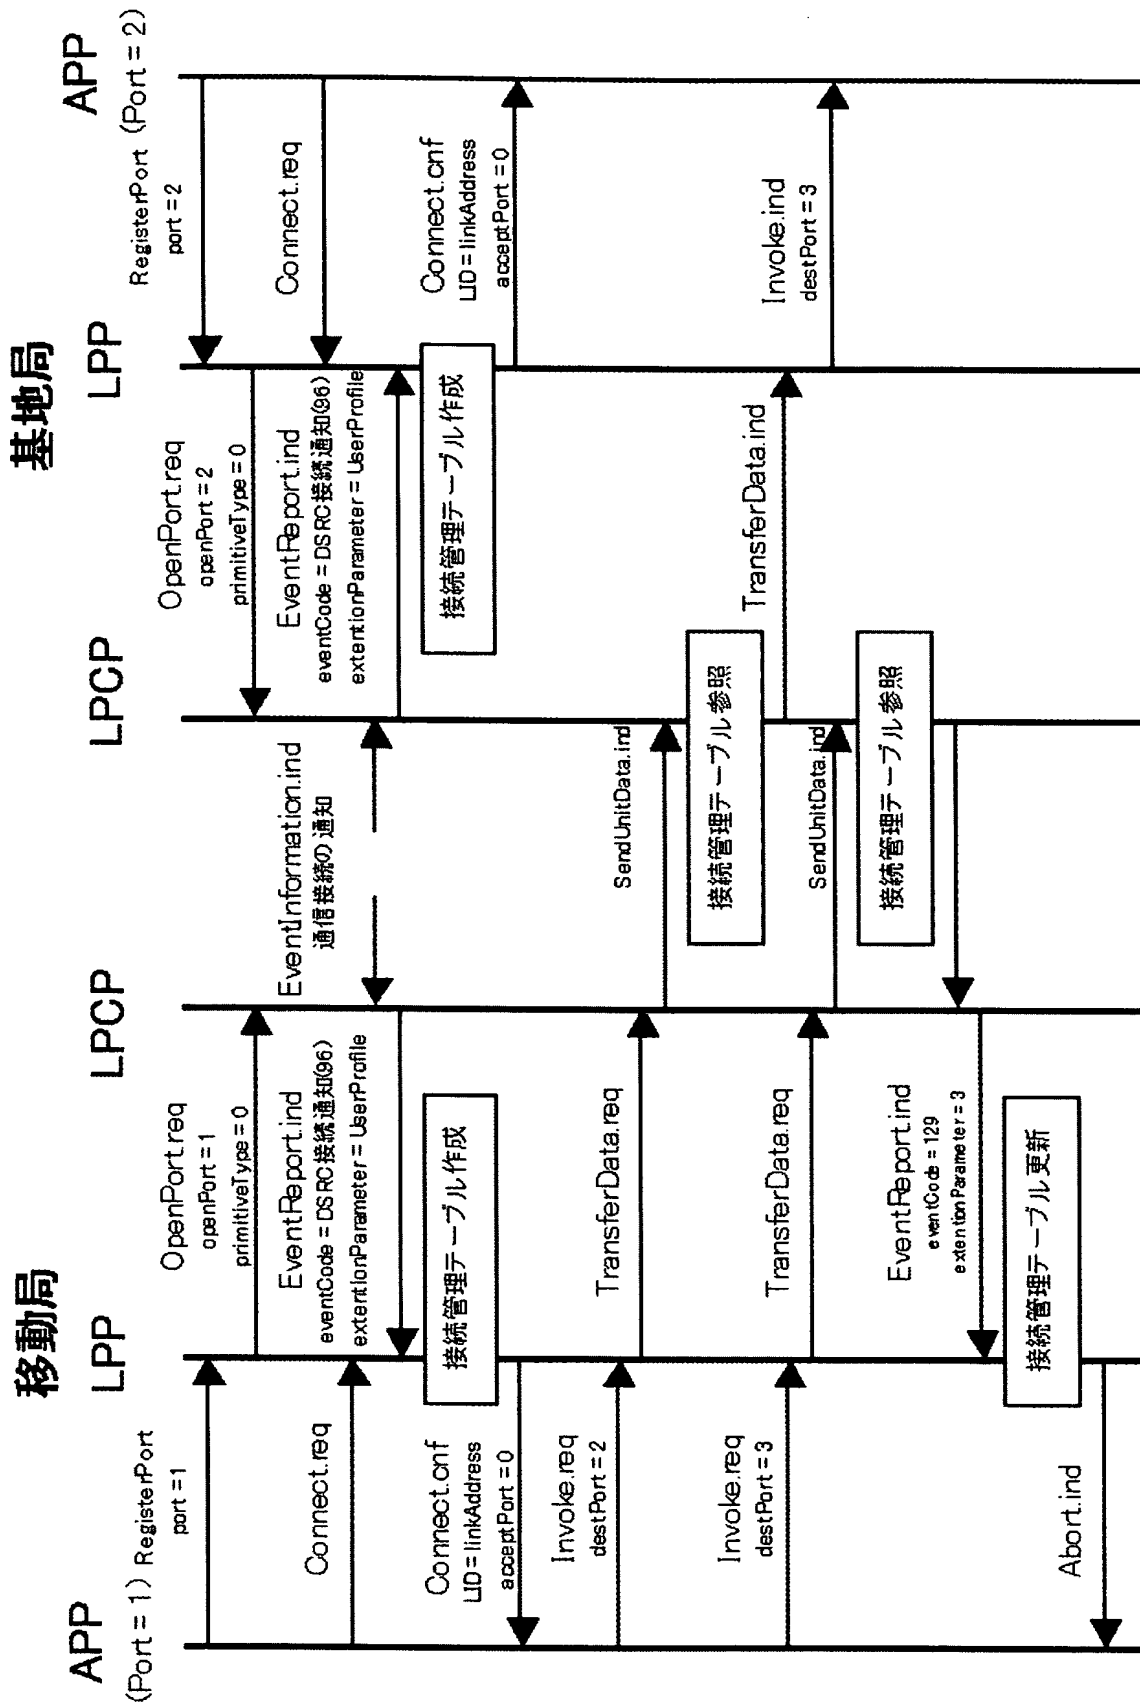 移動局
基地局
APP
LPP
LPCP
LPCP
LPP
APP
(Port = 1)
(Port = 2)
RegisterPort
port = 1
RegisterPort
port = 2
OpenPort.req
openPort = 1
primitiveType = 0
OpenPort.req
openPort = 2
primitiveType = 0
Connect.req
Connect.req
EventInformation.ind
通信接続の通知
EventReport.ind
eventCode = DSRC接続通知(96)
extentionParameter = UserProfile
EventReport.ind
eventCode = DSRC接続通知(96)
extentionParameter = UserProfile
接続管理テーブル作成
接続管理テーブル作成
Connect.cnf
LID = linkAddress
acceptPort = 0
Connect.cnf
LID = linkAddress
acceptPort = 0
Invoke.req
destPort = 2
TransferData.req
SendUnitData.ind
接続管理テーブル参照
TransferData.ind
Invoke.ind
destPort = 3
Invoke.req
destPort = 3
TransferData.req
SendUnitData.ind
接続管理テーブル参照
EventReport.ind
eventCode = 129
extentionParameter = 3
接続管理テーブル更新
Abort.ind